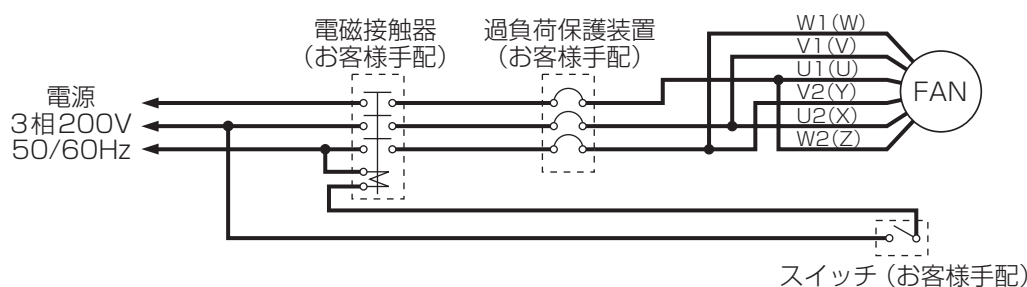 電磁接触器
(お客様手配)
過負荷保護装置
(お客様手配)
W1(W)
V1(V)
U1(U)
V2(Y)
U2(X)
W2(Z)
FAN
電源
3相200V
50/60Hz
スイッチ(お客様手配)